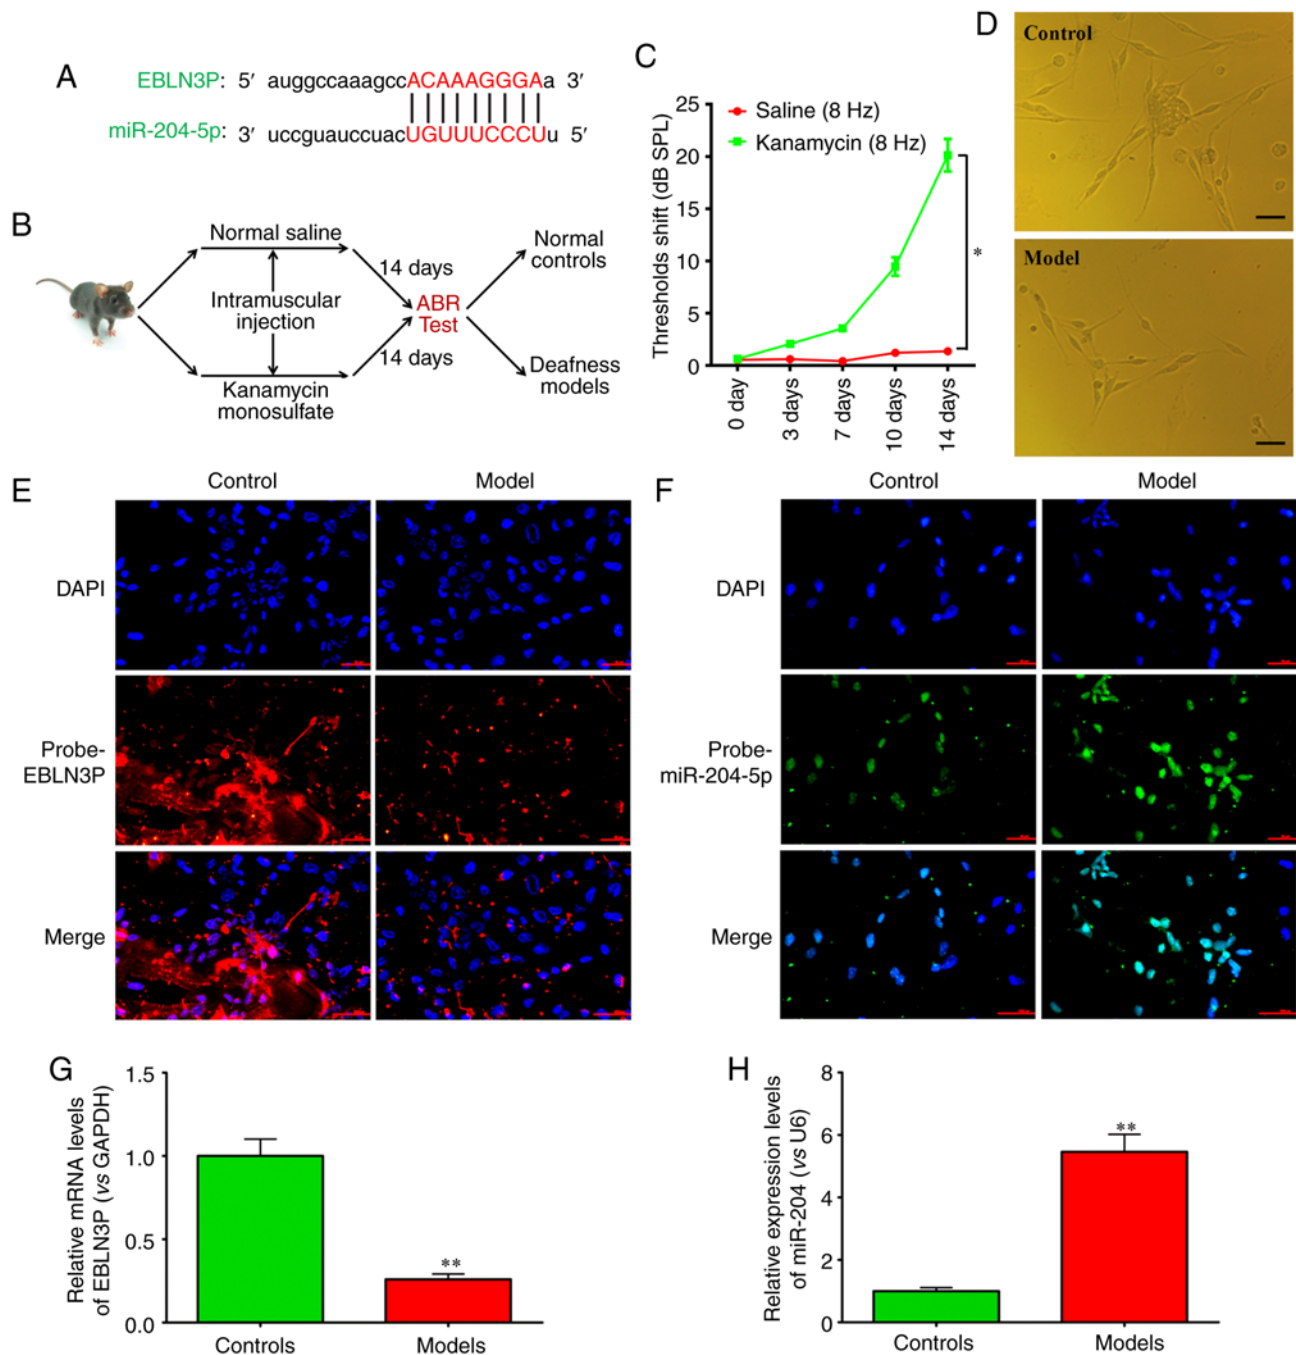 A
EBLN3P: 5′ auggccaaagccACAAAGGGAa 3′
miR-204-5p: 3′ uccguauccuacUGUUUCCCUu 5′
B
Normal saline
14 days
Normal
controls
Intramuscular
injection
ABR
Test
14 days
Kanamycin
monosulfate
Deafness
models
C
Thresholds shift (dB SPL)
25
20
15
10
5
0
Saline (8 Hz)
Kanamycin (8 Hz)
*
0 day
3 days
7 days
10 days
14 days
D
Control
Model
E
Control Model
DAPI
Probe-
EBLN3P
Merge
F
Control Model
DAPI
Probe-
miR-204-5p
Merge
G
Relative mRNA levels
of EBLN3P (vs GAPDH)
1.5
1.0
0.5
0.0
**
Controls Models
H
Relative expression levels
of miR-204 (vs U6)
8
6
4
2
0
**
Controls Models